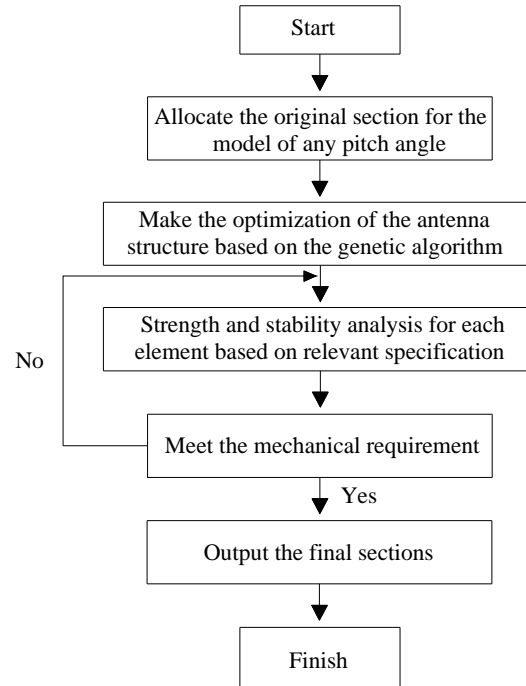 Start
Allocate the original section for the
model of any pitch angle
Make the optimization of the antenna
structure based on the genetic algorithm
Strength and stability analysis for each
element based on relevant specification
No
Meet the mechanical requirement
Yes
Output the final sections
Finish